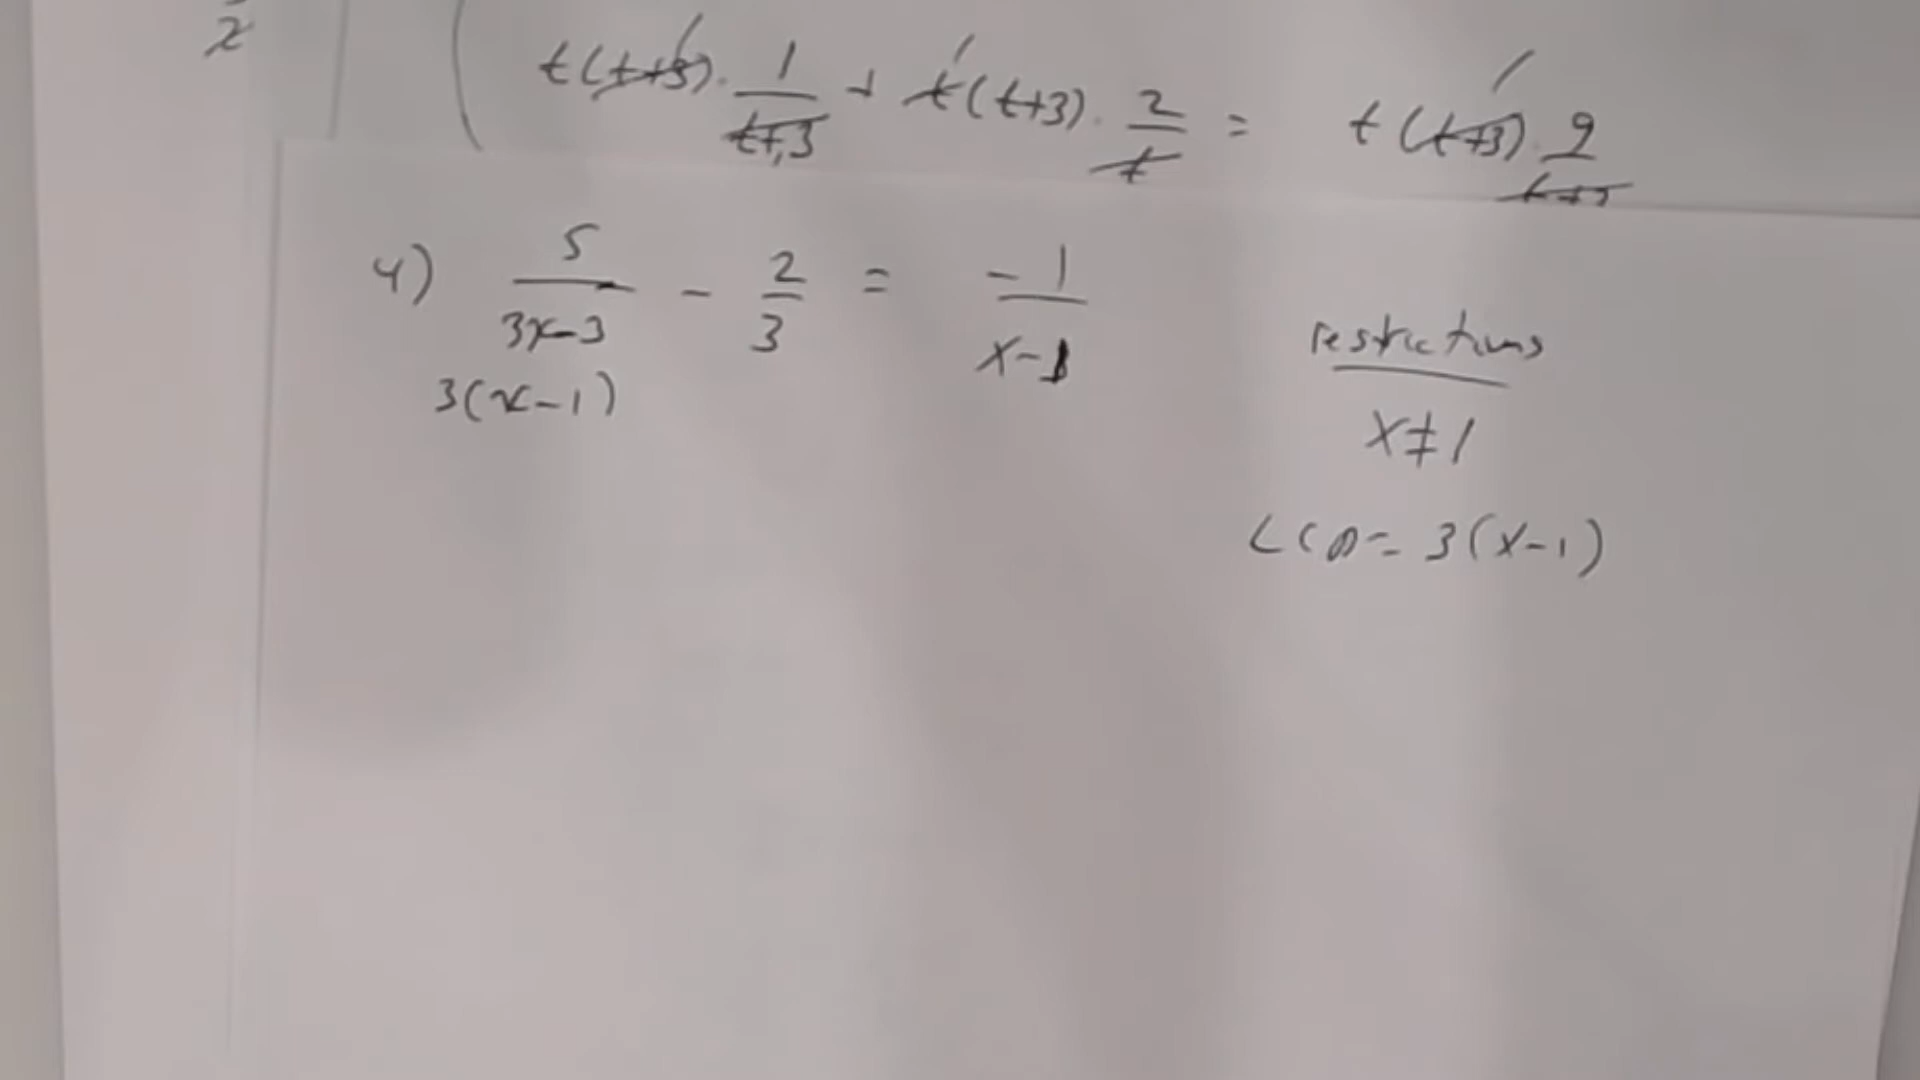 t(t+3) · 1/t+3 + t(t+3) · 2/t = t(t+3) · 9/t+3
4) 5/3x-3 - 2/3 = -1/x-1
3(x-1)
restrictions
x≠1
LCD= 3(x-1)